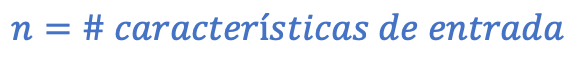 n = # características de entrada